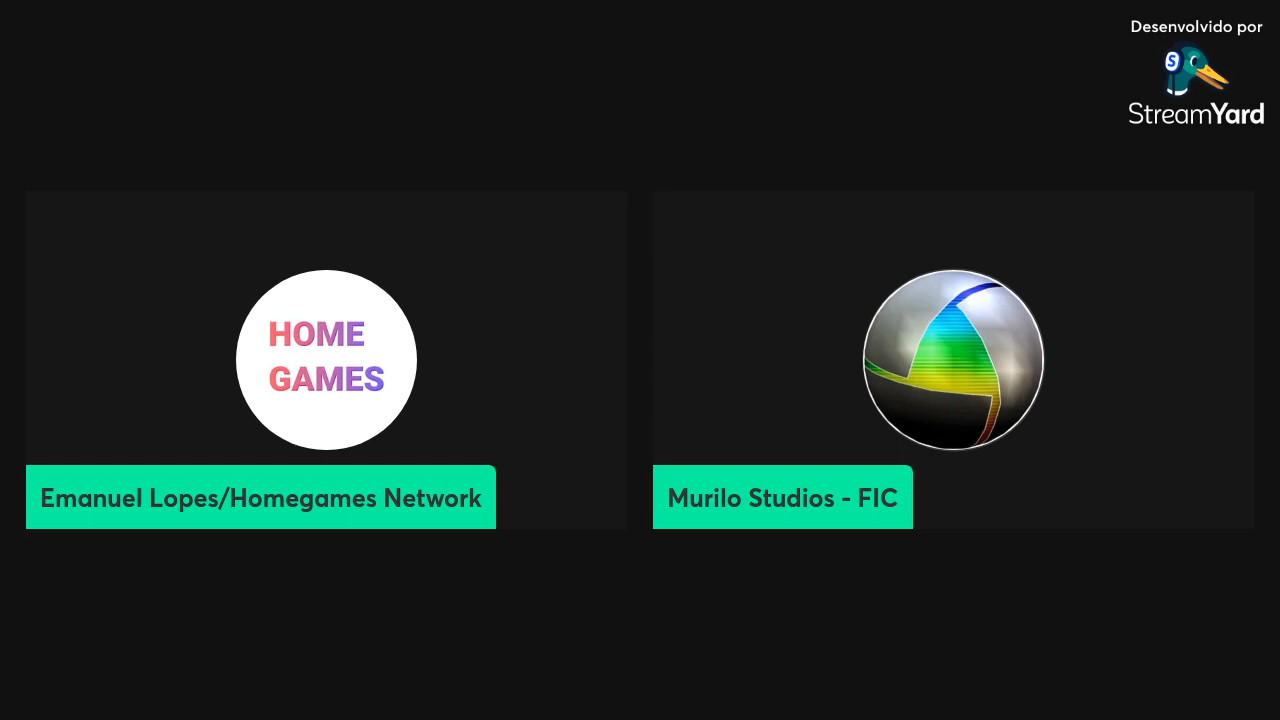 Desenvolvido por
S
StreamYard
HOME
GAMES
Emanuel Lopes/Homegames Network
Murilo Studios - FIC